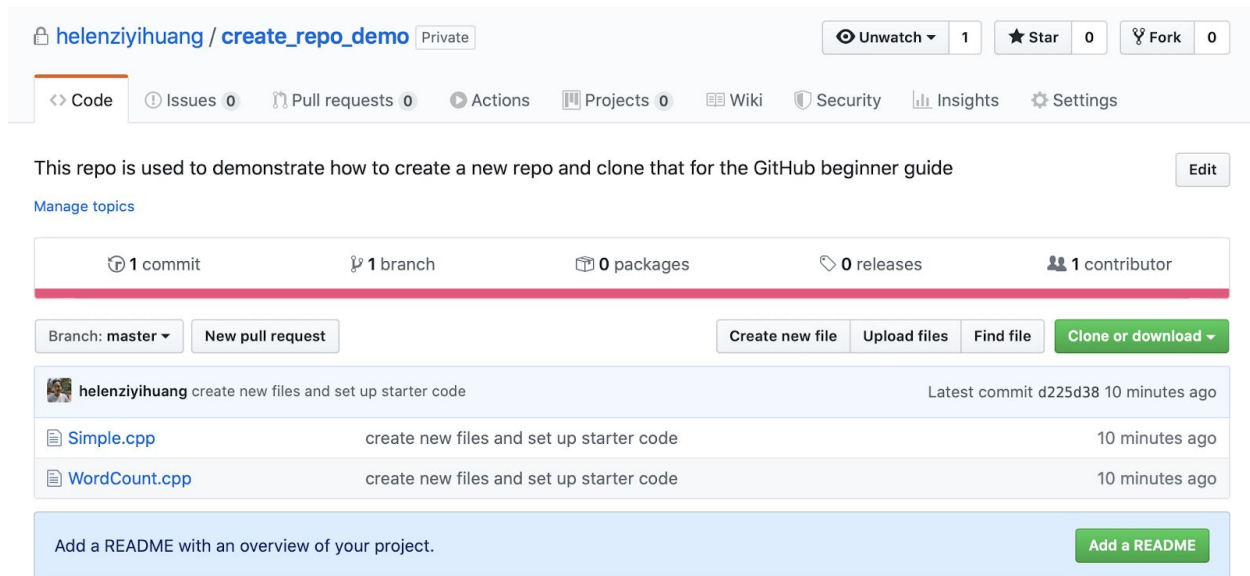 helenziyihuang / create_repo_demo Private Unwatch 1 Star 0 Fork 0
Code Issues 0 Pull requests 0 Actions Projects 0 Wiki Security Insights Settings
This repo is used to demonstrate how to create a new repo and clone that for the GitHub beginner guide Edit
Manage topics
1 commit 1 branch 0 packages 0 releases 1 contributor
Branch: master New pull request Create new file Upload files Find file Clone or download
helenziyihuang create new files and set up starter code Latest commit d225d38 10 minutes ago
Simple.cpp create new files and set up starter code 10 minutes ago
WordCount.cpp create new files and set up starter code 10 minutes ago
Add a README with an overview of your project. Add a README